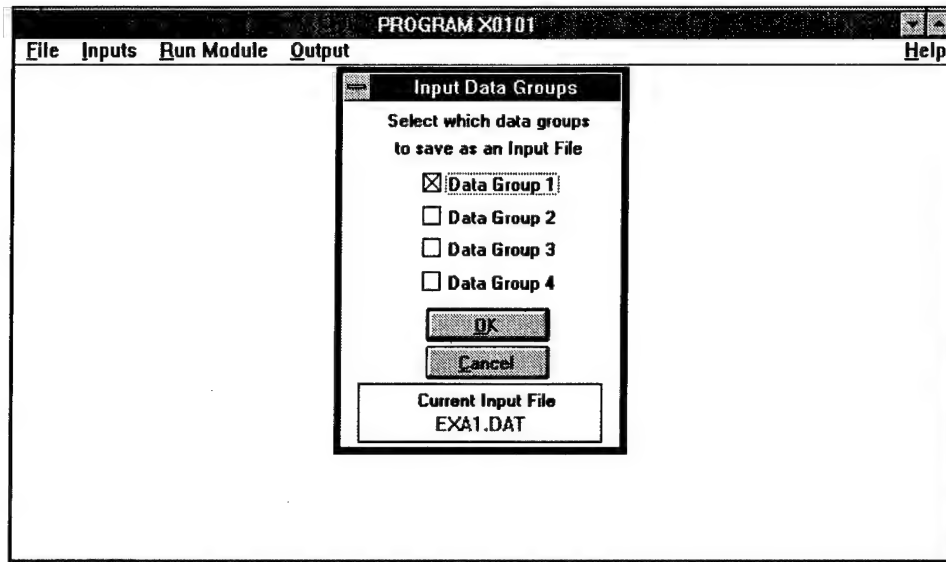 PROGRAM X0101
File Inputs Run Module Output Help
Input Data Groups
Select which data groups
to save as an Input File
Data Group 1
Data Group 2
Data Group 3
Data Group 4
OK
Cancel
Current Input File
EXA1.DAT